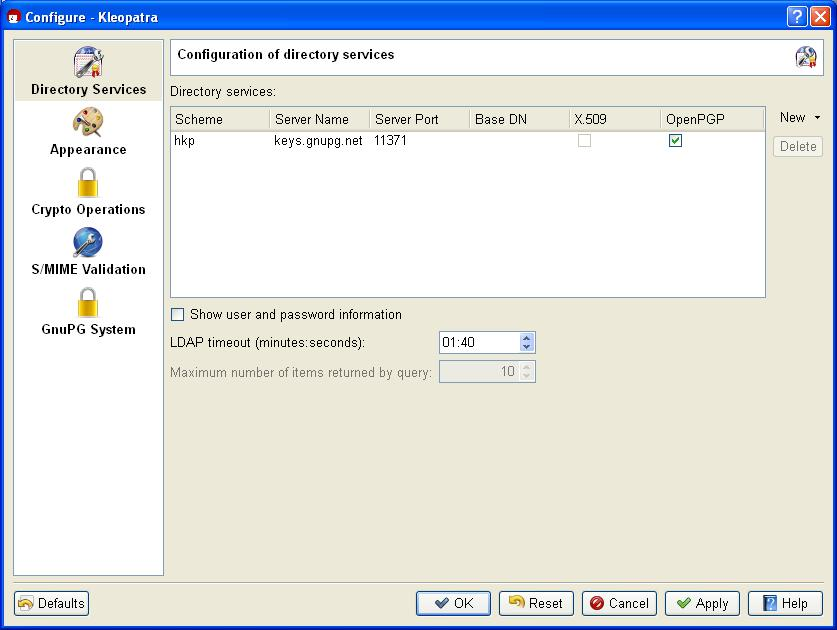 Configure - Kleopatra
Directory Services
Appearance
Crypto Operations
S/MIME Validation
GnuPG System
Configuration of directory services
Directory services:
Scheme Server Name Server Port Base DN X.509 OpenPGP
hkp keys.gnupg.net 11371
New
Delete
Show user and password information
LDAP timeout (minutes:seconds): 01:40
Maximum number of items returned by query: 10
Defaults OK Reset Cancel Apply Help